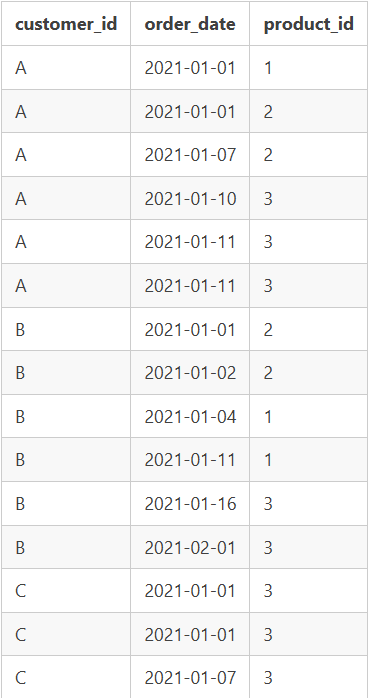 customer_id order_date product_id
A 2021-01-01 1
A 2021-01-01 2
A 2021-01-07 2
A 2021-01-10 3
A 2021-01-11 3
A 2021-01-11 3
B 2021-01-01 2
B 2021-01-02 2
B 2021-01-04 1
B 2021-01-11 1
B 2021-01-16 3
B 2021-02-01 3
C 2021-01-01 3
C 2021-01-01 3
C 2021-01-07 3